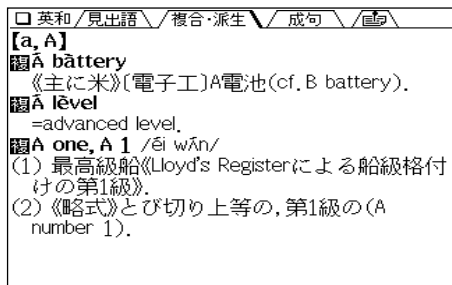 英和 見出語 複合·派生 成句
【a, A】
複Á bàttery
《主に米》〔電子工〕A電池(cf. B battery).
複Á lèvel
=advanced level.
複A one, A 1 /éi wʌ́n/
(1) 最高級船《Lloyd's Registerによる船級格付
けの第1級》.
(2) 《略式》とび切り上等の,第1級の(A
number 1).